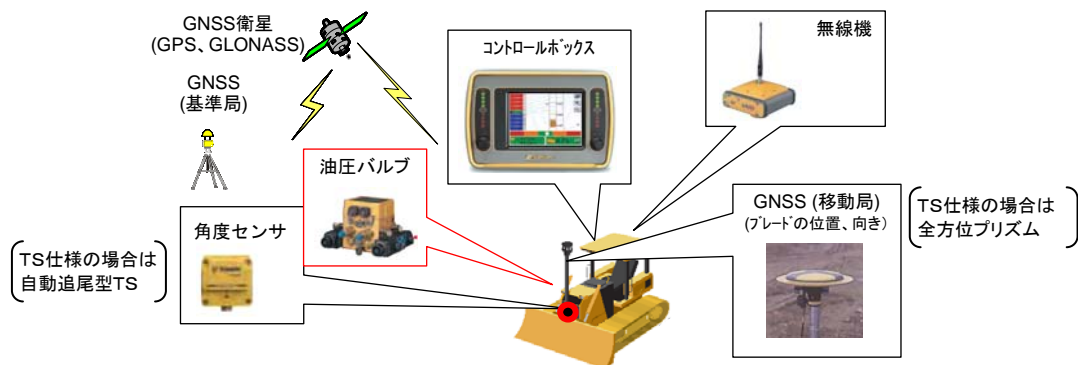 GNSS衛星
(GPS、GLONASS)
GNSS
(基準局)
コントロールボックス
無線機
油圧バルブ
角度センサ
TS仕様の場合は
自動追尾型TS
GNSS (移動局)
(ブレードの位置、向き)
TS仕様の場合は
全方位プリズム